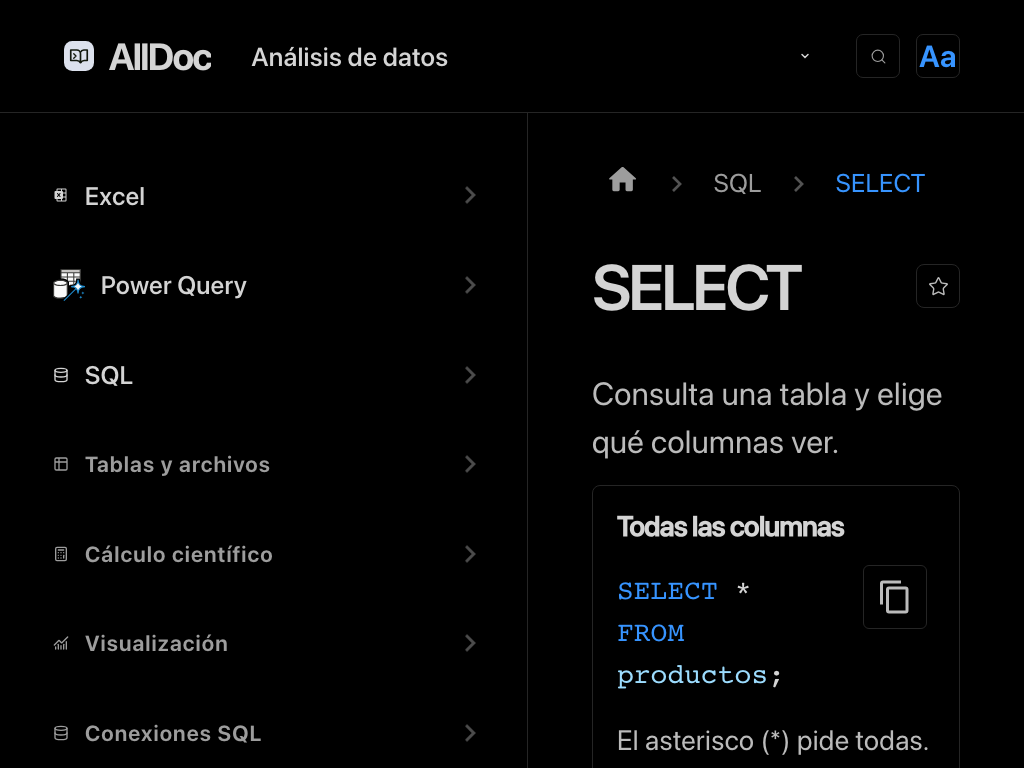 AllDoc
Análisis de datos
Aa
Excel
Power Query
SQL
Tablas y archivos
Cálculo científico
Visualización
Conexiones SQL
SQL
SELECT
SELECT
Consulta una tabla y elige
qué columnas ver.
Todas las columnas
SELECT *
FROM
productos;
El asterisco (*) pide todas.